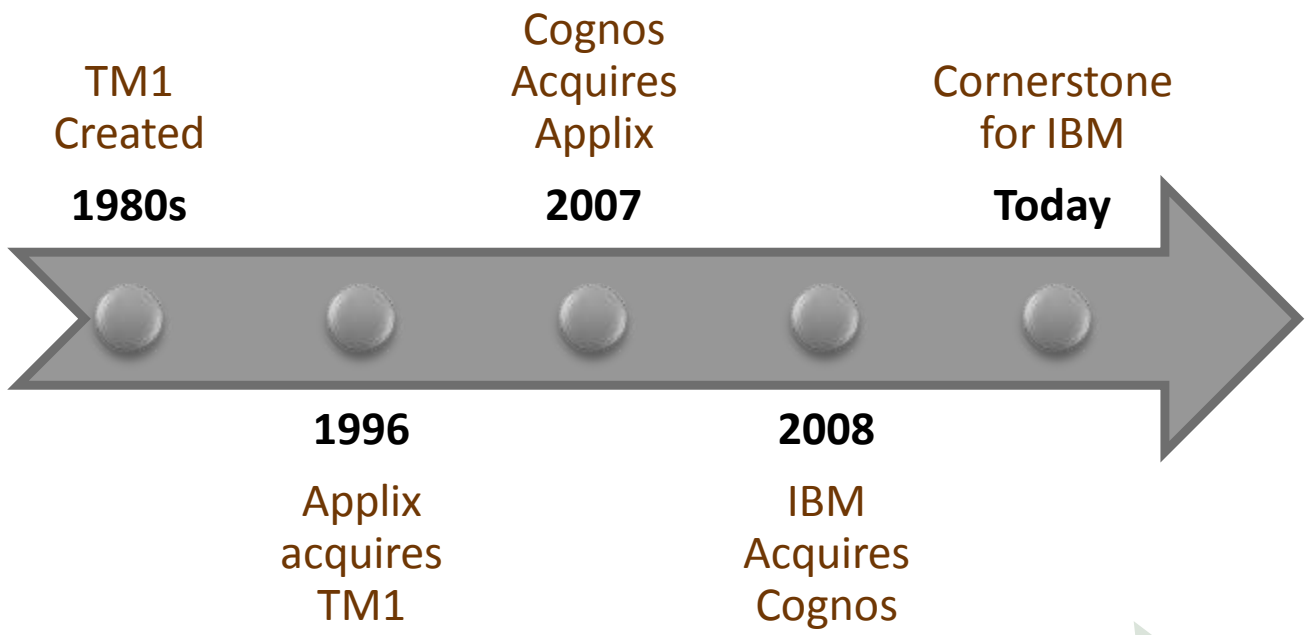 TM1
Created
1980s
1996
Applix
acquires
TM1
Cognos
Acquires
Applix
2007
2008
IBM
Acquires
Cognos
Cornerstone
for IBM
Today